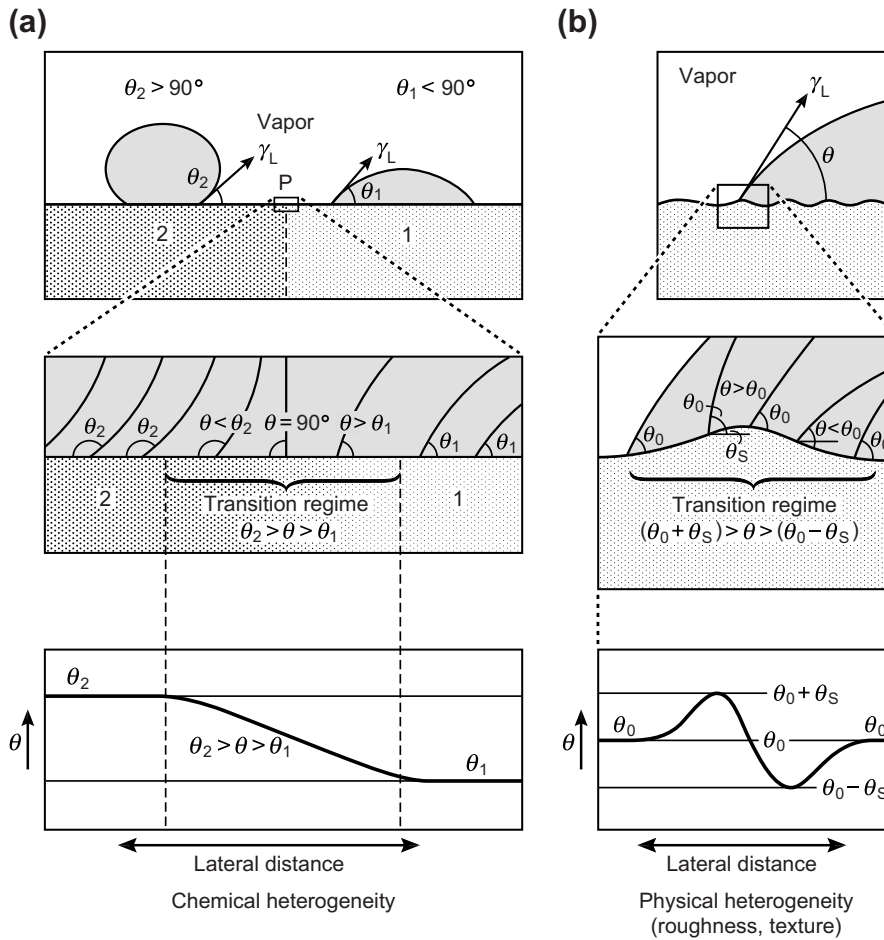 (a)
θ2 > 90°
θ1 < 90°
Vapor
γL
γL
θ2
P
θ1
2
1
θ2
θ2
θ < θ2
θ = 90°
θ > θ1
θ1
θ1
2
Transition regime
1
θ2 > θ > θ1
θ2
θ
θ2 > θ > θ1
θ1
Lateral distance
Chemical heterogeneity
(b)
Vapor
γL
θ
θ > θ0
θ0
θ0
θ0
θ < θ0
θ0
θS
Transition regime
(θ0 + θS) > θ > (θ0 − θS)
θ0 + θS
θ0
θ0
θ0
θ
θ0 − θS
Lateral distance
Physical heterogeneity
(roughness, texture)